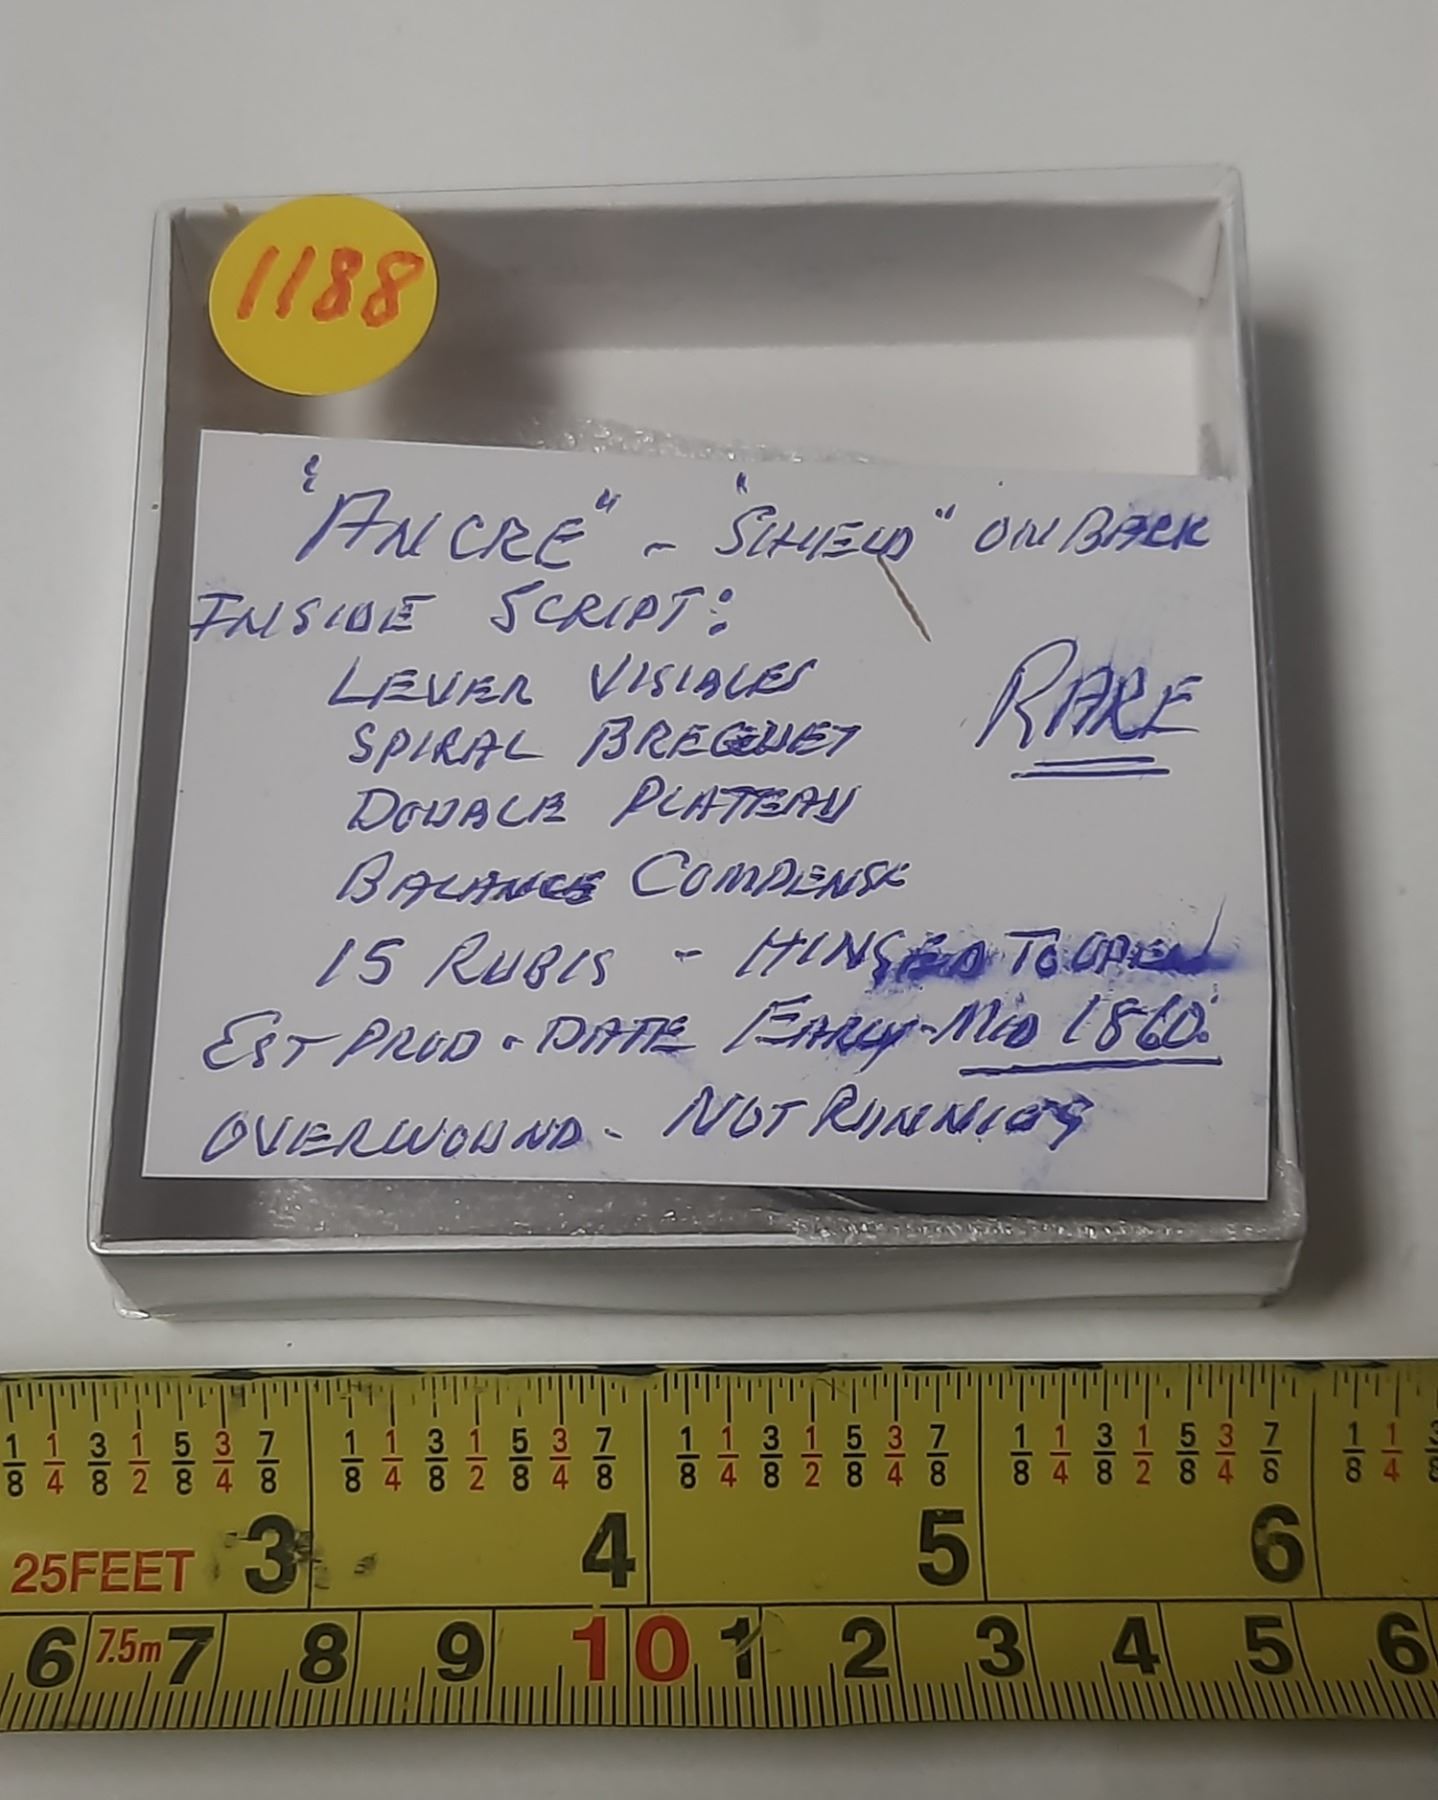 1188
"ANCRE" - "SHIELD" ON BACK
INSIDE SCRIPT:
LEVER VISIBLES
RARE
SPIRAL BREGUET
DOUBLE PLATEAU
BALANCE COMPENSE
15 RUBIS - HINGED TO OPEN
EST PROD. DATE EARLY-MID 1860's
OVERWOUND - NOT RUNNING
1/8 1/4 3/8 1/2 5/8 3/4 7/8 1/8 1/4 3/8 1/2 5/8 3/4 7/8 1/8 1/4 3/8 1/2 5/8 3/4 7/8 1/8 1/4 3/8 1/2 5/8 3/4 7/8 1/8 1/4
25FEET 3 4 5 6
6 7.5m 7 8 9 10 1 2 3 4 5 6